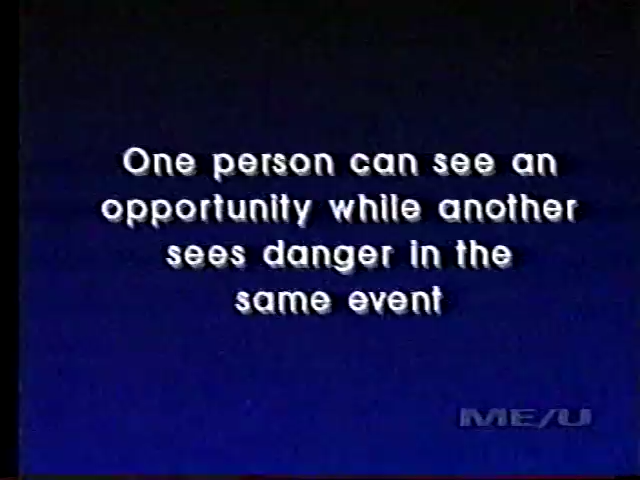 One person can see an
opportunity while another
sees danger in the
same event
ME/U